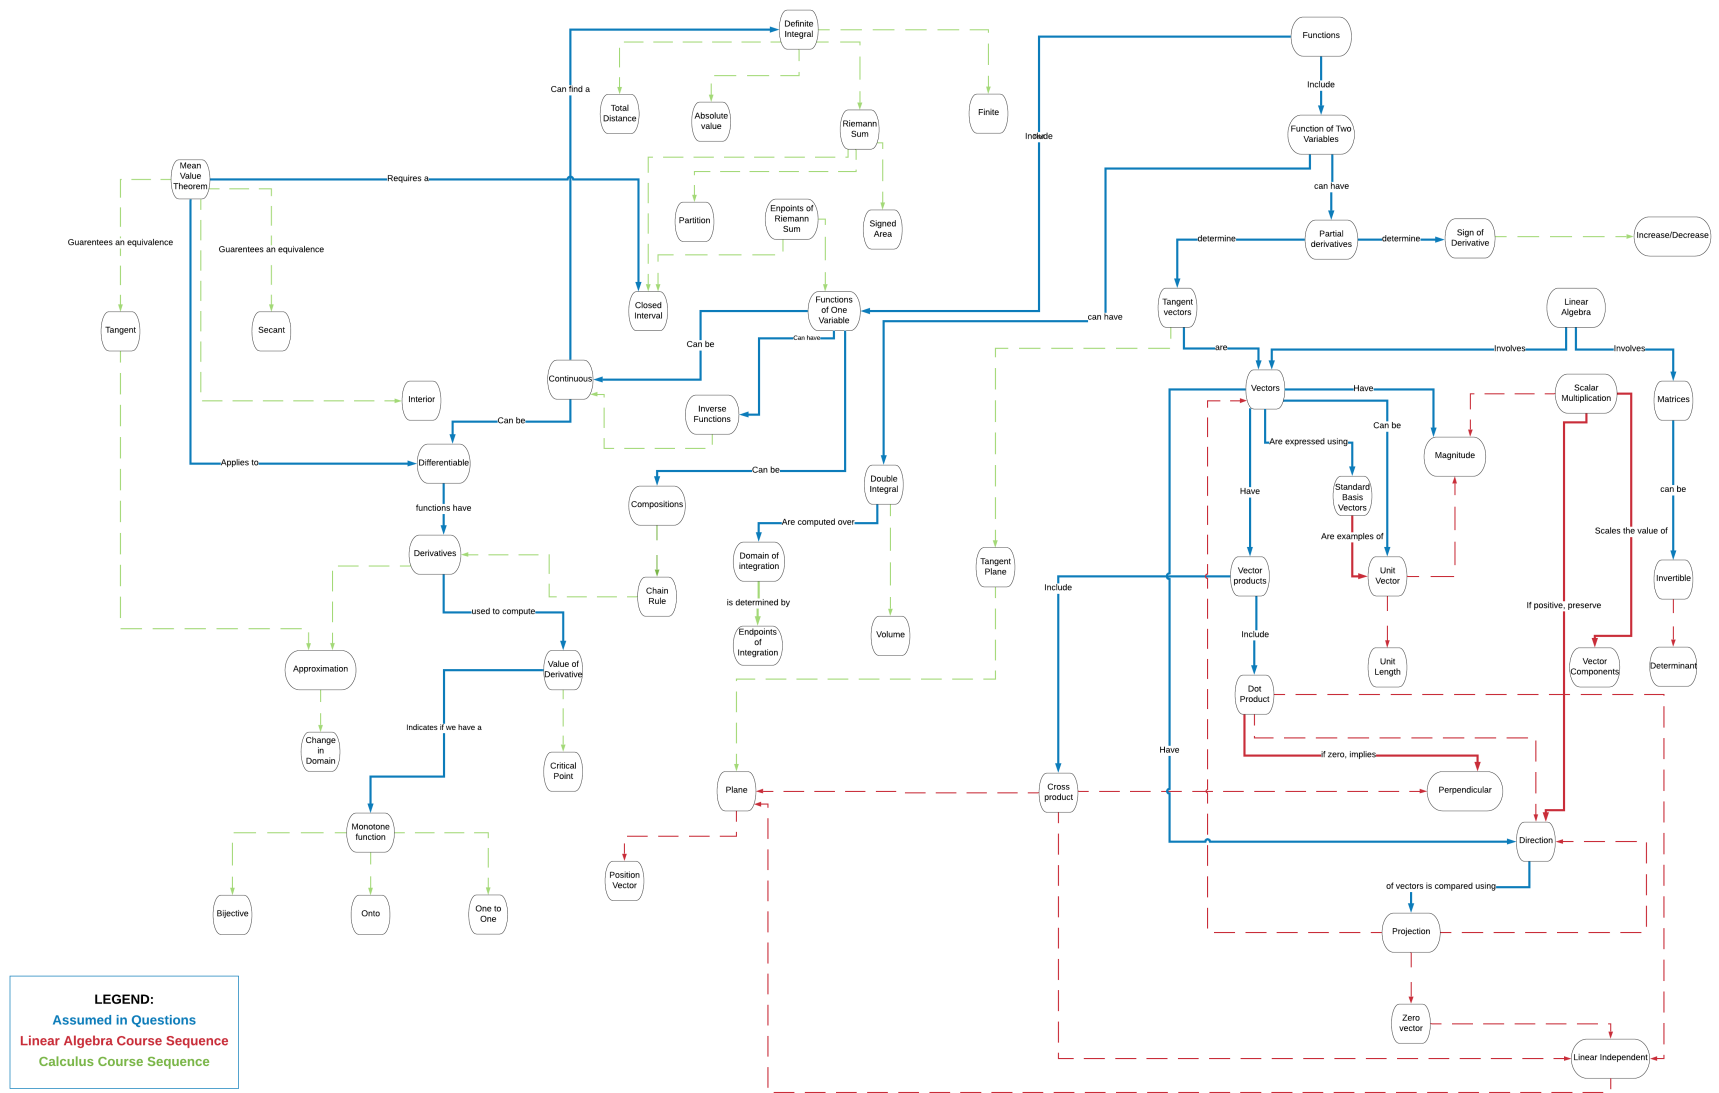 Definite
Integral
Functions
Can find a
Include
Total
Distance
Absolute
value
Finite
Riemann
Sum
Function of Two
Variables
Include
Mean
Value
Theorem
Requires a
can have
Partition
Enpoints of
Riemann
Sum
Signed
Area
Guarentees an equivalence
Guarentees an equivalence
determine
Partial
derivatives
determine
Sign of
Derivative
Increase/Decrease
Tangent
Secant
Closed
Interval
Functions
of One
Variable
can have
Tangent
vectors
Linear
Algebra
Can be
Can have
are
Involves
Involves
Continuous
Interior
Inverse
Functions
Vectors
Have
Scalar
Multiplication
Matrices
Can be
Can be
Are expressed using
Applies to
Differentiable
Can be
Magnitude
Double
Integral
Compositions
Have
Standard
Basis
Vectors
can be
functions have
Are computed over
Are examples of
Scales the value of
Derivatives
Domain of
integration
Tangent
Plane
Vector
products
Unit
Vector
Invertible
Include
Chain
Rule
is determined by
If positive, preserve
used to compute
Endpoints
of
Integration
Volume
Include
Approximation
Value of
Derivative
Dot
Product
Unit
Length
Vector
Components
Determinant
Indicates if we have a
Change
in
Domain
Critical
Point
Have
if zero, implies
Plane
Cross
product
Perpendicular
Monotone
function
Direction
Position
Vector
of vectors is compared using
Bijective
Onto
One to
One
Projection
Zero
vector
Linear Independent
LEGEND:
Assumed in Questions
Linear Algebra Course Sequence
Calculus Course Sequence